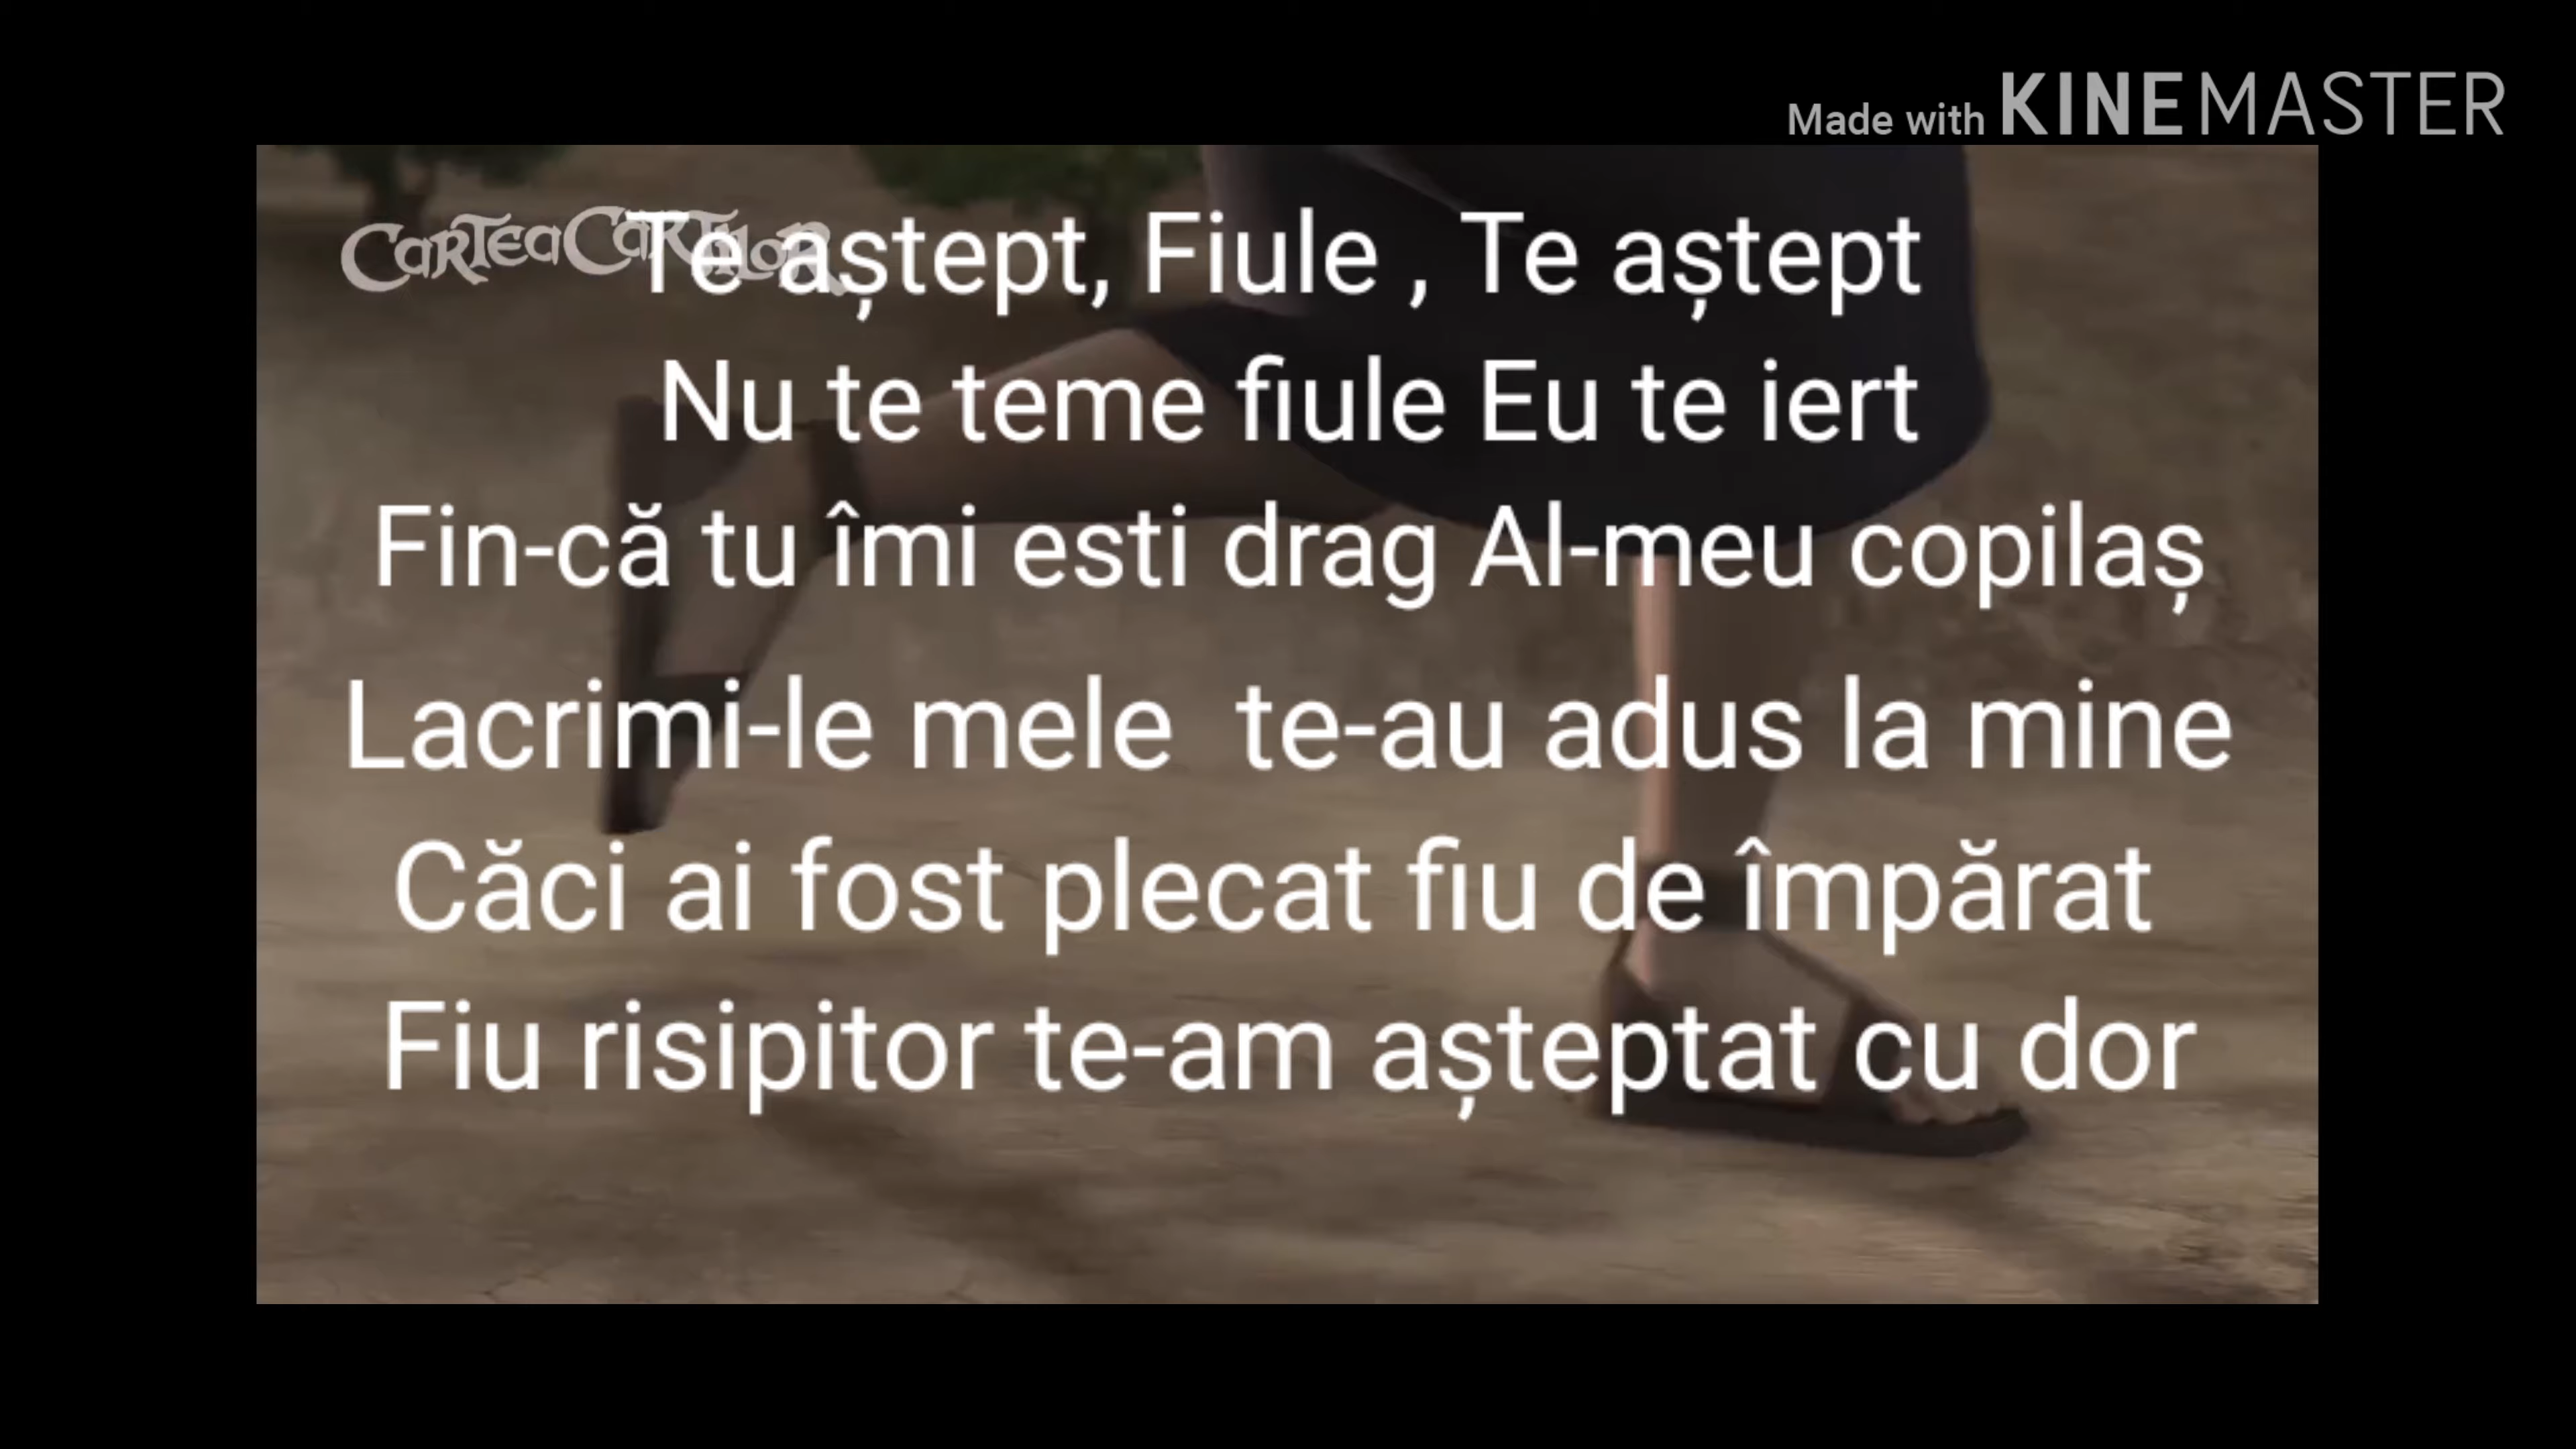 Made with KINEMASTER
CARTEA CĂRȚILOR
Te aștept, Fiule , Te aștept
Nu te teme fiule Eu te iert
Fin-că tu îmi esti drag Al-meu copilaș
Lacrimi-le mele te-au adus la mine
Căci ai fost plecat fiu de împărat
Fiu risipitor te-am așteptat cu dor